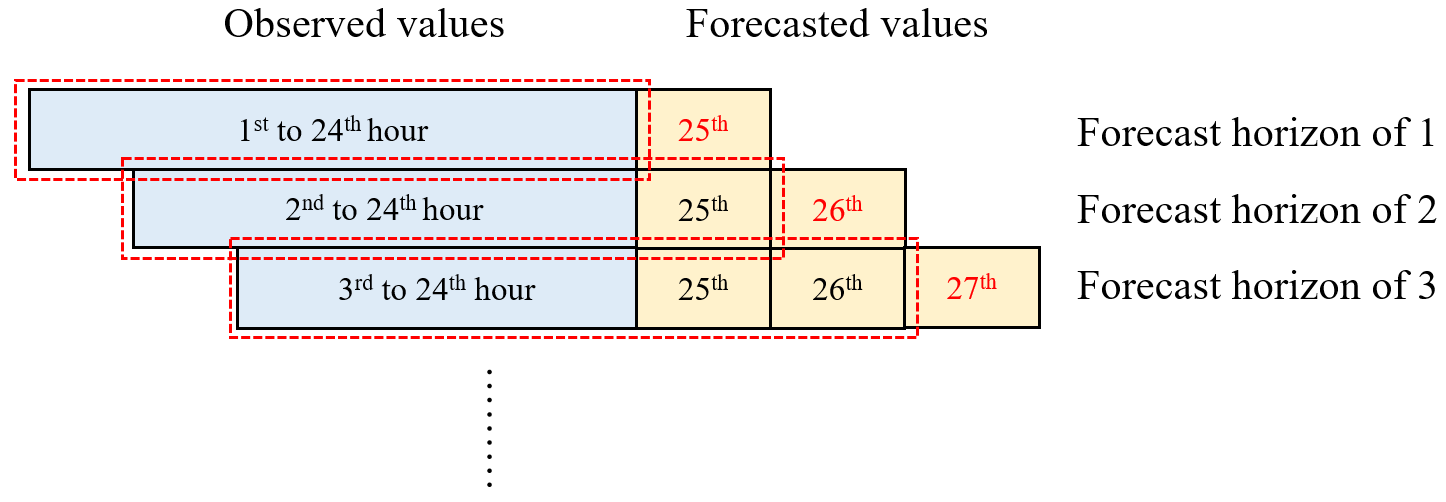 Observed values Forecasted values
1st to 24th hour 25th Forecast horizon of 1
2nd to 24th hour 25th 26th Forecast horizon of 2
3rd to 24th hour 25th 26th 27th Forecast horizon of 3